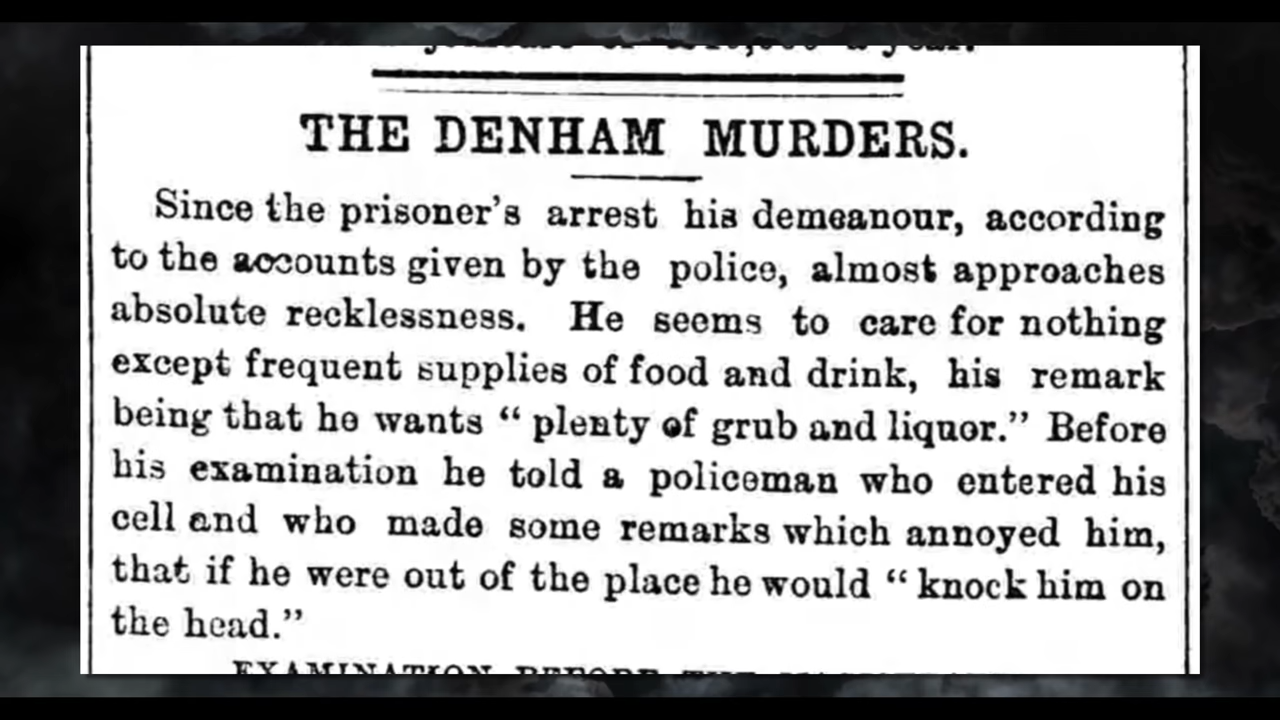 a year.
THE DENHAM MURDERS.
Since the prisoner's arrest his demeanour, according
to the accounts given by the police, almost approaches
absolute recklessness. He seems to care for nothing
except frequent supplies of food and drink, his remark
being that he wants “ plenty of grub and liquor.” Before
his examination he told a policeman who entered his
cell and who made some remarks which annoyed him,
that if he were out of the place he would “ knock him on
the head.”
EXAMINATION BEFORE THE